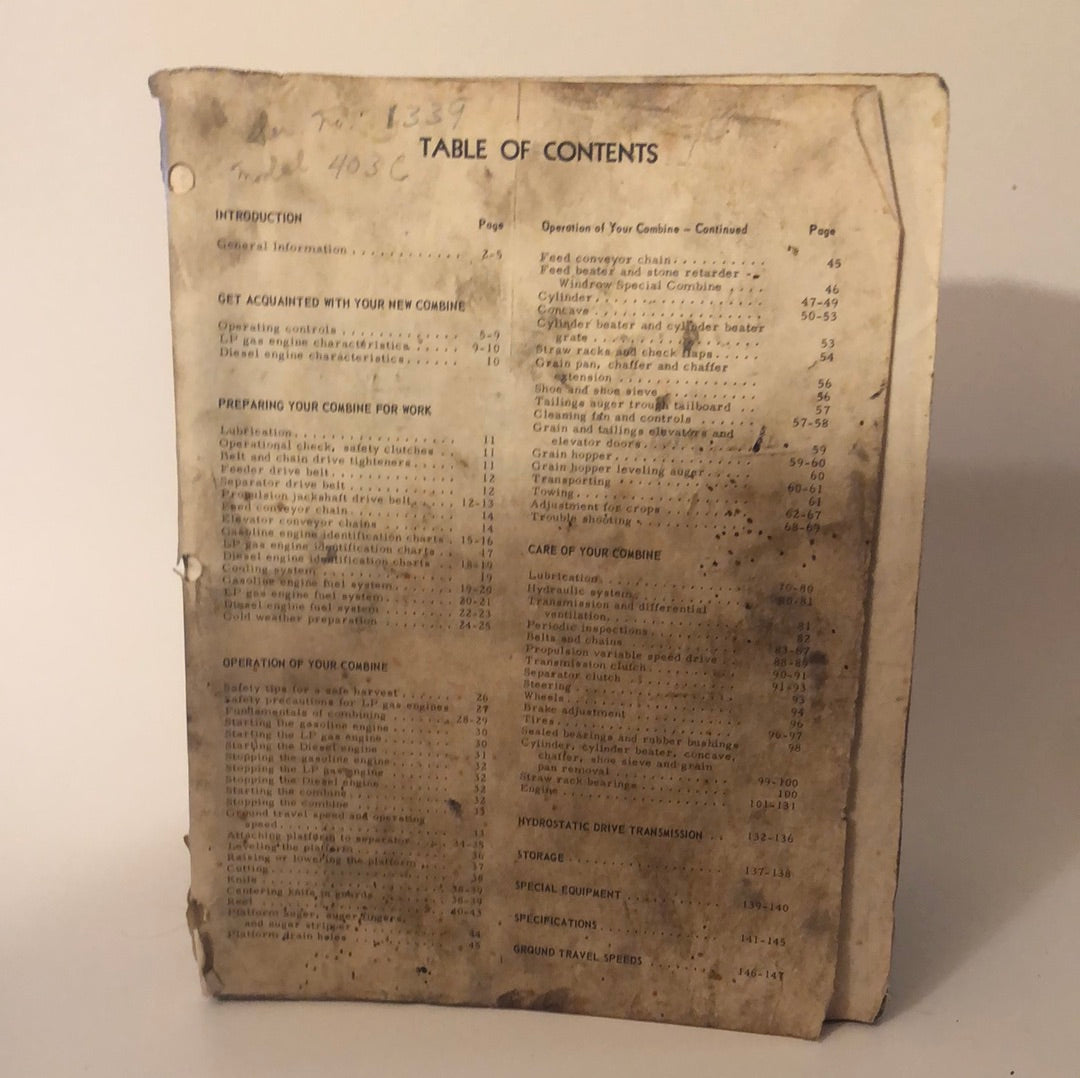 Ser No: 1339
Model 403 C
TABLE OF CONTENTS
INTRODUCTION
Page
General Information . . . . . . . . . . . . 2-5
GET ACQUAINTED WITH YOUR NEW COMBINE
Operating controls . . . . . . . . . . . . 5-9
LP gas engine characteristics . . . . . 9-10
Diesel engine characteristics . . . . . . 10
PREPARING YOUR COMBINE FOR WORK
Lubrication . . . . . . . . . . . . . . . 11
Operational check, safety clutches . . . . 11
Belt and chain drive tighteners . . . . . 11
Feeder drive belt . . . . . . . . . . . . 12
Separator drive belt . . . . . . . . . . 12
Propulsion jackshaft drive belt . . . . 12-13
Feed conveyor chain . . . . . . . . . . . 14
Elevator conveyor chains . . . . . . . . 14
Gasoline engine identification charts . 15-16
LP gas engine identification charts . . . 17
Diesel engine identification charts . . 18-19
Cooling system . . . . . . . . . . . . . 19
Gasoline engine fuel system . . . . . . 19-20
LP gas engine fuel system . . . . . . . 20-21
Diesel engine fuel system . . . . . . . 22-23
Cold weather preparation . . . . . . . . 24-25
OPERATION OF YOUR COMBINE
Safety tips for a safe harvest . . . . . . 26
Safety precautions for LP gas engines 27
Fundamentals of combining . . . . . . . 28-29
Starting the gasoline engine . . . . . . . 30
Starting the LP gas engine . . . . . . . . 30
Starting the Diesel engine . . . . . . . . 31
Stopping the gasoline engine . . . . . . . 32
Stopping the LP gas engine . . . . . . . . 32
Stopping the Diesel engine . . . . . . . . 32
Starting the combine . . . . . . . . . . . 32
Stopping the combine . . . . . . . . . . . 33
Ground travel speed and operating
speed . . . . . . . . . . . . . . . . 33
Attaching platform to separator . . . . 34-35
Leveling the platform . . . . . . . . . . 36
Raising or lowering the platform . . . . . 37
Cutting . . . . . . . . . . . . . . . . . 38
Knife . . . . . . . . . . . . . . . . . 38-39
Centering knife in guards . . . . . . . 38-39
Reel . . . . . . . . . . . . . . . . . 40-43
Platform auger, auger fingers,
and auger stripper . . . . . . . . . . 44
Platform drain holes . . . . . . . . . . 45
Operation of Your Combine – Continued
Page
Feed conveyor chain . . . . . . . . . . 45
Feed beater and stone retarder -
Windrow Special Combine . . . . 46
Cylinder . . . . . . . . . . . . . . . 47-49
Concave . . . . . . . . . . . . . . . 50-53
Cylinder beater and cylinder beater
grate . . . . . . . . . . . . . . . . 53
Straw racks and check flaps . . . . . 54
Grain pan, chaffer and chaffer
extension . . . . . . . . . . . . . . 56
Shoe and shoe sieve . . . . . . . . . . 56
Tailings auger trough tailboard . . 57
Cleaning fan and controls . . . . . . 57-58
Grain and tailings elevators and
elevator doors . . . . . . . . . . . 59
Grain hopper . . . . . . . . . . . . . 59-60
Grain hopper leveling auger . . . . . 60
Transporting . . . . . . . . . . . . . 60-61
Towing . . . . . . . . . . . . . . . . 61
Adjustment for crops . . . . . . . . . 62-67
Trouble shooting . . . . . . . . . . . 68-69
CARE OF YOUR COMBINE
Lubrication . . . . . . . . . . . . . . 70-80
Hydraulic system . . . . . . . . . . . 80-81
Transmission and differential
ventilation . . . . . . . . . . . . . 81
Periodic inspections . . . . . . . . . 82
Belts and chains . . . . . . . . . . . 83-87
Propulsion variable speed drive . . 88-89
Transmission clutch . . . . . . . . . 90-91
Separator clutch . . . . . . . . . . . 91-93
Steering . . . . . . . . . . . . . . . 93
Wheels . . . . . . . . . . . . . . . . 94
Brake adjustment . . . . . . . . . . . 96
Tires . . . . . . . . . . . . . . . . 96-97
Sealed bearings and rubber bushings 98
Cylinder, cylinder beater, concave,
chaffer, shoe sieve and grain
pan removal . . . . . . . . . . . . 99-100
Straw rack bearings . . . . . . . . . . 100
Engine . . . . . . . . . . . . . . . . 101-131
HYDROSTATIC DRIVE TRANSMISSION . . 132-136
STORAGE . . . . . . . . . . . . . . . 137-138
SPECIAL EQUIPMENT . . . . . . . . . . 139-140
SPECIFICATIONS . . . . . . . . . . . . 141-145
GROUND TRAVEL SPEEDS . . . . . . . . 146-147